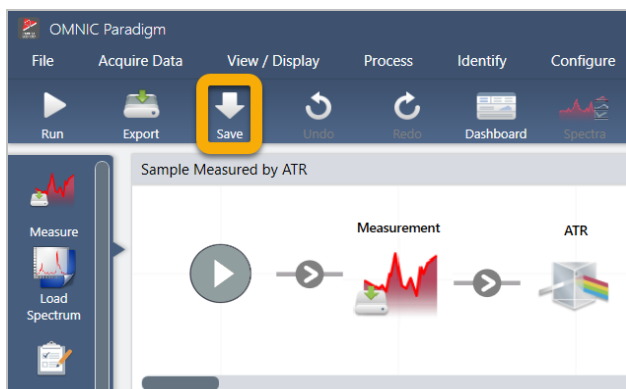 OMNIC Paradigm
File Acquire Data View / Display Process Identify Configure
Run Export Save Undo Redo Dashboard Spectra
Sample Measured by ATR
Measure
Measurement ATR
Load
Spectrum